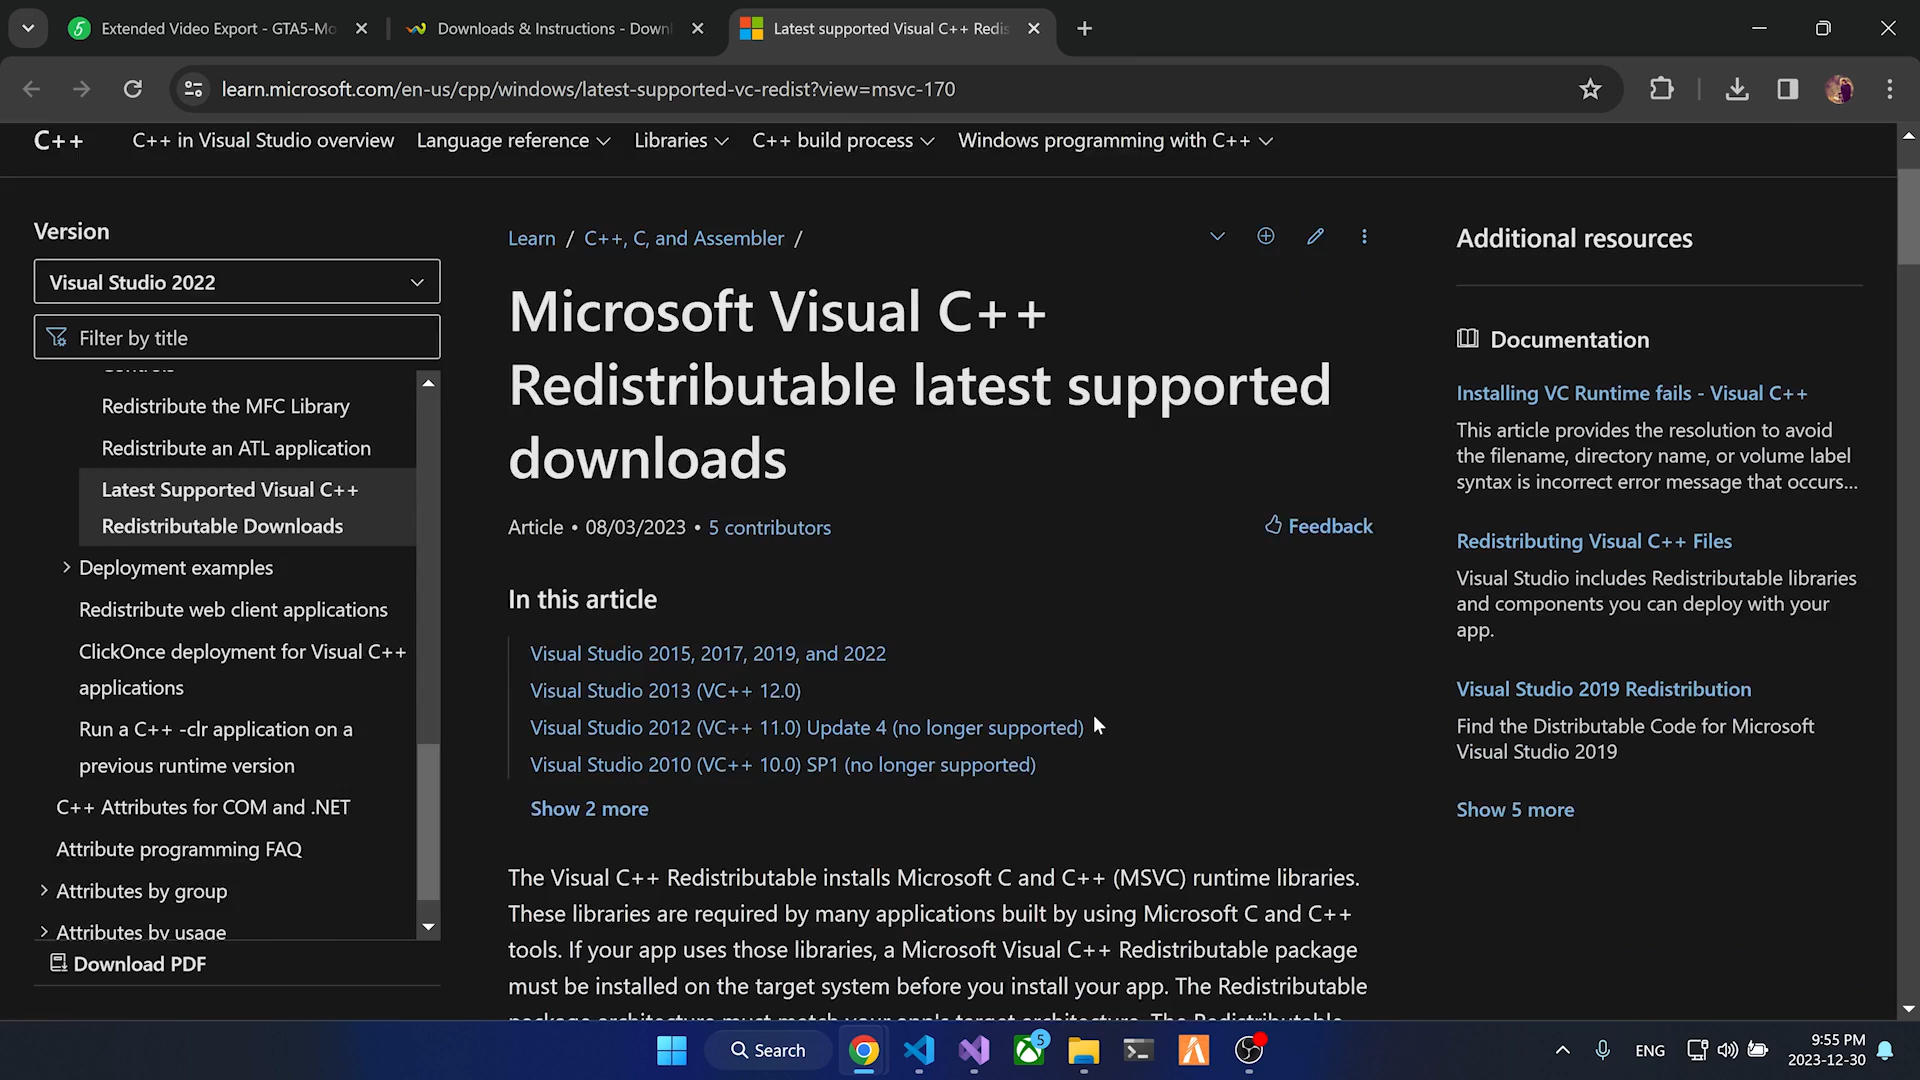 Extended Video Export - GTA5-Mo
Downloads & Instructions - Down
Latest supported Visual C++ Redis
learn.microsoft.com/en-us/cpp/windows/latest-supported-vc-redist?view=msvc-170
C++
C++ in Visual Studio overview
Language reference
Libraries
C++ build process
Windows programming with C++
Version
Visual Studio 2022
Filter by title
Controls
Redistribute the MFC Library
Redistribute an ATL application
Latest Supported Visual C++
Redistributable Downloads
Deployment examples
Redistribute web client applications
ClickOnce deployment for Visual C++
applications
Run a C++ -clr application on a
previous runtime version
C++ Attributes for COM and .NET
Attribute programming FAQ
Attributes by group
Attributes by usage
Download PDF
Learn / C++, C, and Assembler /
Microsoft Visual C++
Redistributable latest supported
downloads
Article • 08/03/2023 • 5 contributors
Feedback
In this article
Visual Studio 2015, 2017, 2019, and 2022
Visual Studio 2013 (VC++ 12.0)
Visual Studio 2012 (VC++ 11.0) Update 4 (no longer supported)
Visual Studio 2010 (VC++ 10.0) SP1 (no longer supported)
Show 2 more
The Visual C++ Redistributable installs Microsoft C and C++ (MSVC) runtime libraries.
These libraries are required by many applications built by using Microsoft C and C++
tools. If your app uses those libraries, a Microsoft Visual C++ Redistributable package
must be installed on the target system before you install your app. The Redistributable
package architecture must match your app's target architecture. The Redistributable
Additional resources
Documentation
Installing VC Runtime fails - Visual C++
This article provides the resolution to avoid
the filename, directory name, or volume label
syntax is incorrect error message that occurs...
Redistributing Visual C++ Files
Visual Studio includes Redistributable libraries
and components you can deploy with your
app.
Visual Studio 2019 Redistribution
Find the Distributable Code for Microsoft
Visual Studio 2019
Show 5 more
Search
5
ENG
9:55 PM
2023-12-30